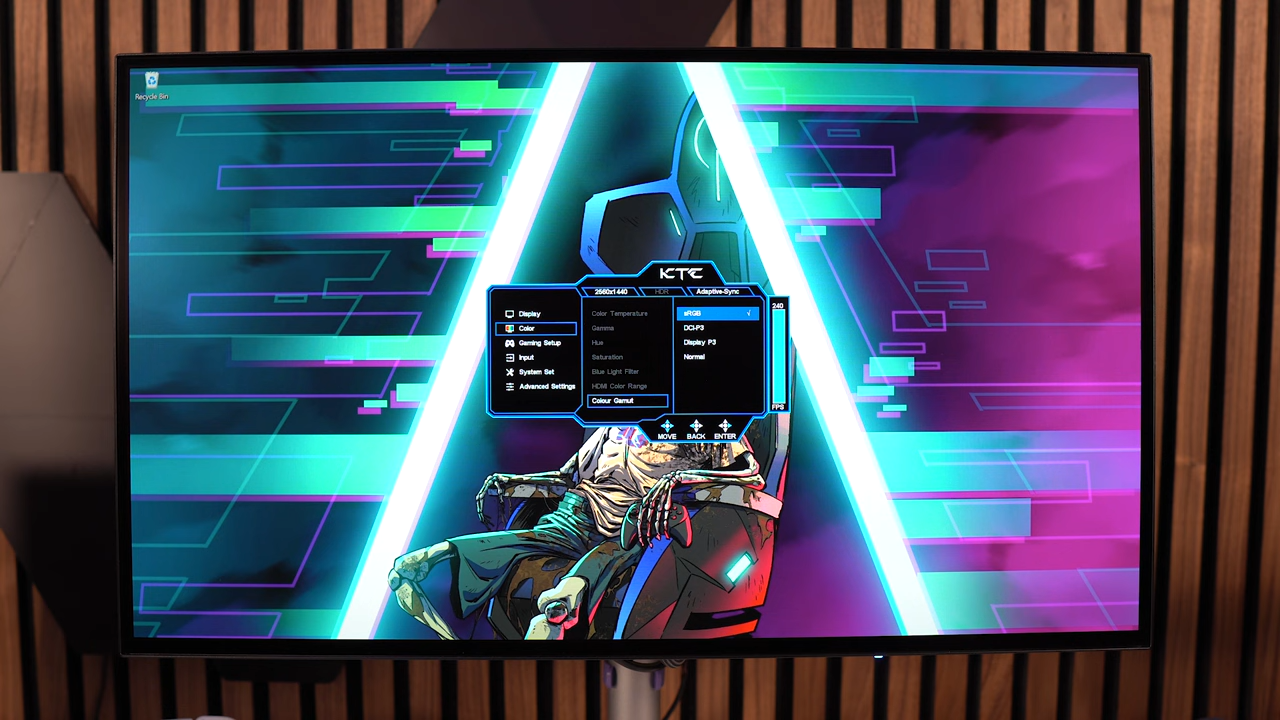 Recycle Bin
KTC
2560x1440 HDR Adaptive-Sync
Display
Color
Gaming Setup
Input
System Set
Advanced Settings
Color Temperature
Gamma
Hue
Saturation
Blue Light Filter
HDMI Color Range
Colour Gamut
sRGB √
DCI-P3
Display P3
Normal
240
FPS
MOVE BACK ENTER